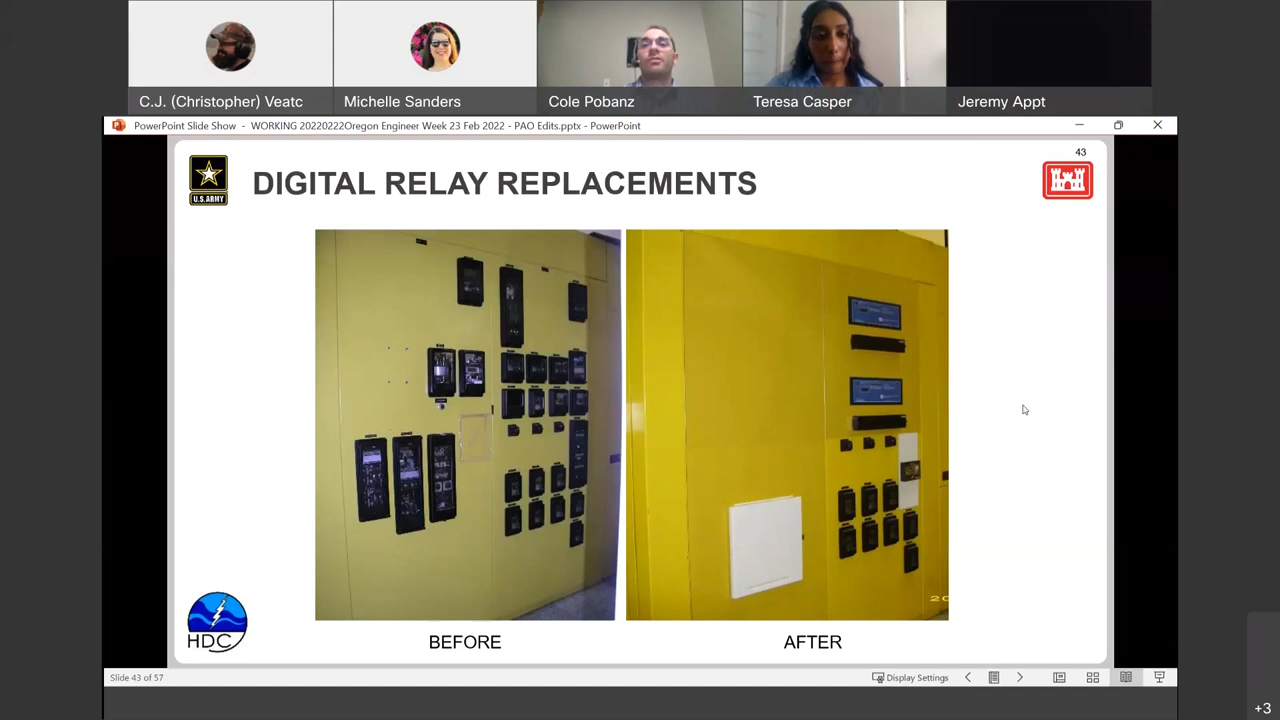 C.J. (Christopher) Veatc
Michelle Sanders
Cole Pobanz
Teresa Casper
Jeremy Appt
PowerPoint Slide Show - WORKING 20220222Oregon Engineer Week 23 Feb 2022 - PAO Edits.pptx - PowerPoint
43
U.S. ARMY
DIGITAL RELAY REPLACEMENTS
20
HDC
BEFORE
AFTER
Slide 43 of 57
Display Settings
+3